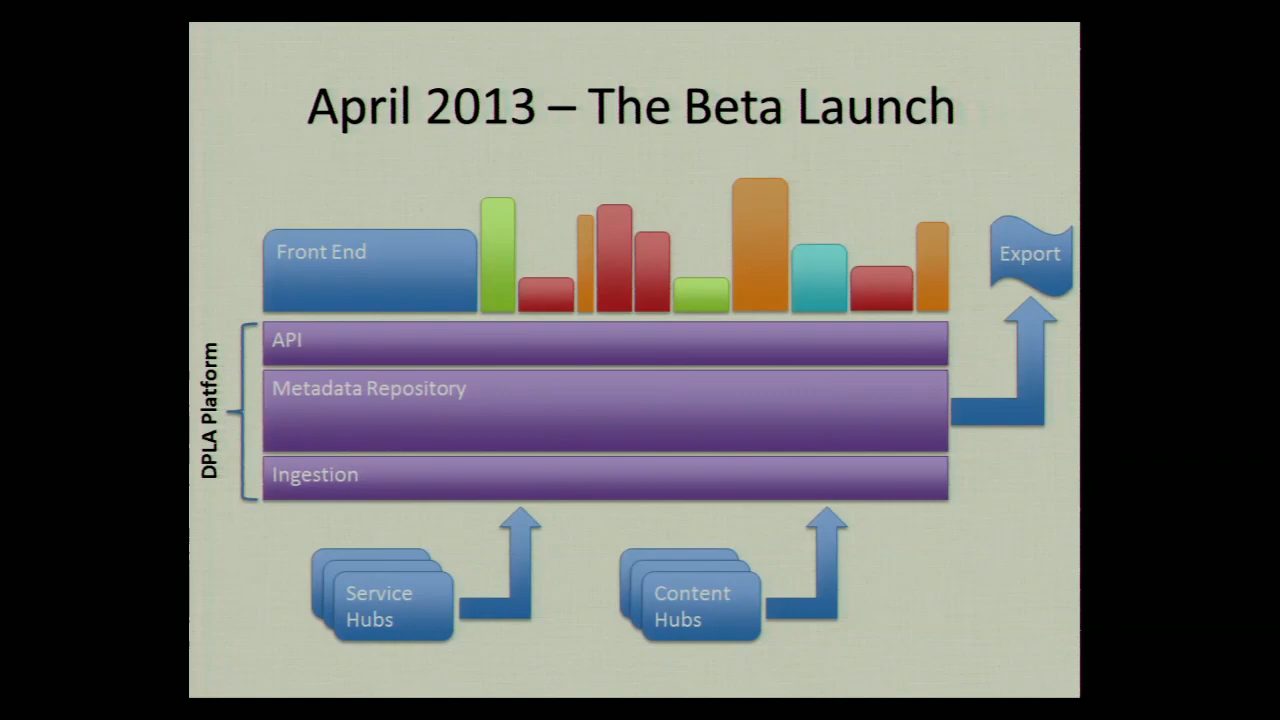 April 2013 – The Beta Launch
Front End
Export
API
Metadata Repository
Ingestion
DPLA Platform
Service
Hubs
Content
Hubs